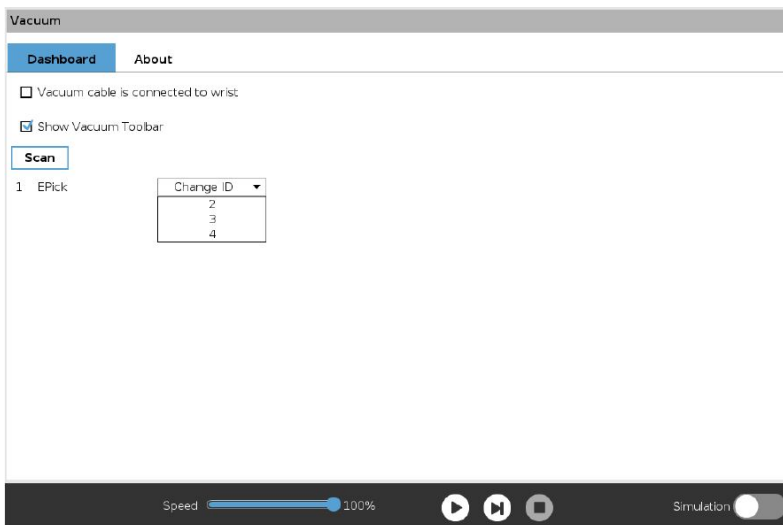 Vacuum
Dashboard About
Vacuum cable is connected to wrist
Show Vacuum Toolbar
Scan
1 EPick Change ID
2
3
4
Speed 100% Simulation